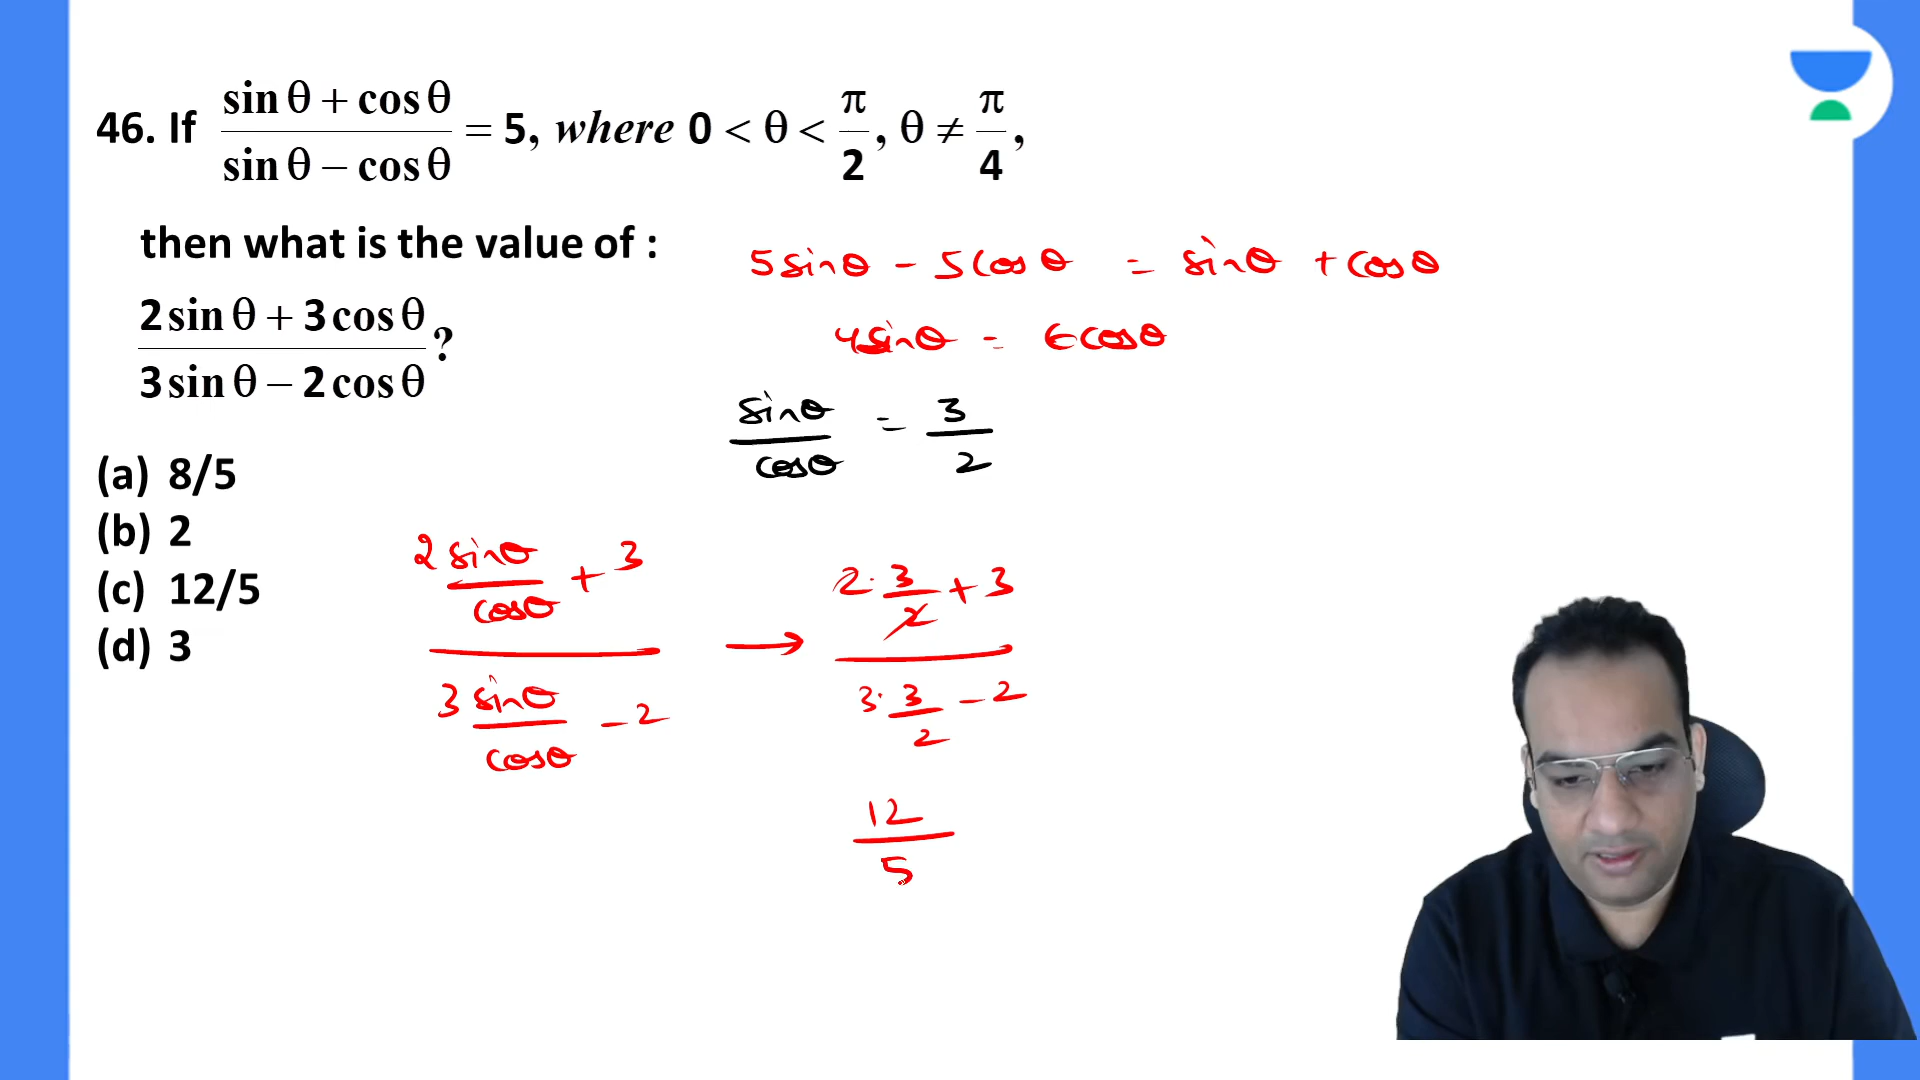 46. If (sin θ + cos θ)/(sin θ − cos θ) = 5, where 0 < θ < π/2, θ ≠ π/4,
then what is the value of :
(2 sin θ + 3 cos θ)/(3 sin θ − 2 cos θ) ?
(a) 8/5
(b) 2
(c) 12/5
(d) 3
5 sinθ − 5 cosθ = sinθ + cosθ
4 sinθ = 6 cosθ
sinθ/cosθ = 3/2
(2 sinθ/cosθ + 3)/(3 sinθ/cosθ − 2) → (2·3/2 + 3)/(3·3/2 − 2)
12/5